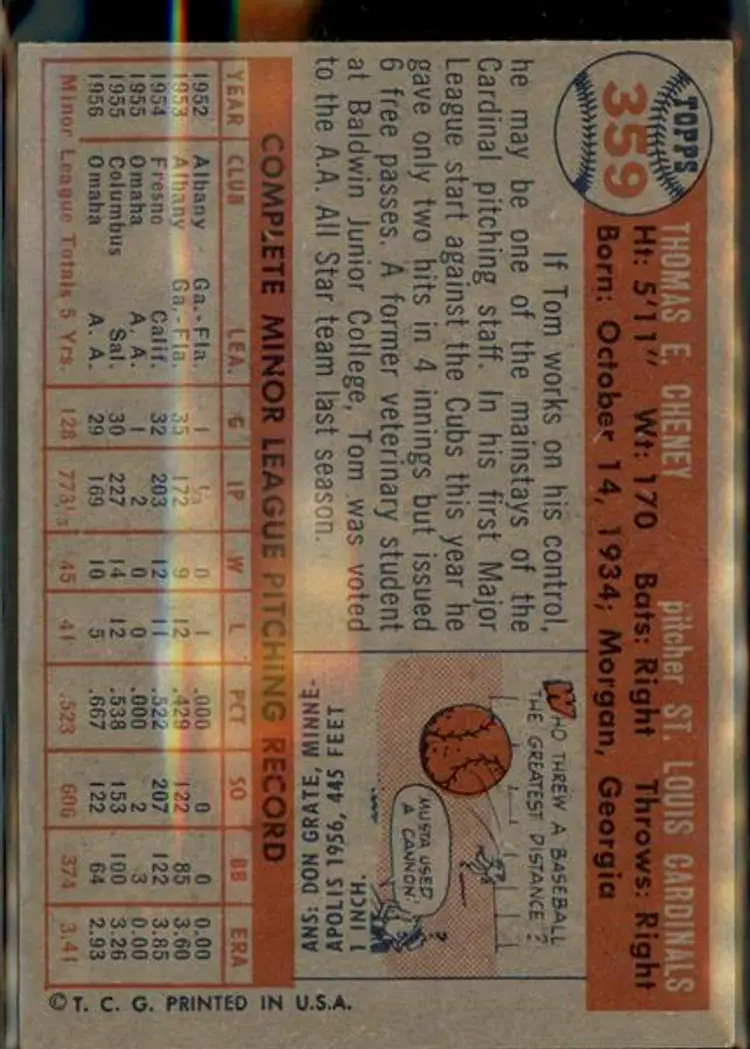 TOPPS
359
THOMAS E. CHENEY pitcher ST. LOUIS CARDINALS
Ht: 5'11" Wt: 170 Bats: Right Throws: Right
Born: October 14, 1934; Morgan, Georgia
If Tom works on his control,
he may be one of the mainstays of the
Cardinal pitching staff. In his first Major
League start against the Cubs this year he
gave only two hits in 4 innings but issued
6 free passes. A former veterinary student
at Baldwin Junior College, Tom was voted
to the A.A. All Star team last season.
WHO THREW A BASEBALL
THE GREATEST DISTANCE?
MUSTA USED
A CANNON!
?
ANS: DON GRATE, MINNE-
APOLIS 1956, 445 FEET
1 INCH.
COMPLETE MINOR LEAGUE PITCHING RECORD
YEAR CLUB LEA. G IP W L PCT SO BB ERA
1952 Albany Ga.-Fla. 1 ⅓ 0 1 .000 0 0 0.00
1953 Albany Ga.-Fla. 35 172 9 12 .429 122 85 3.60
1954 Fresno Calif. 32 203 12 11 .522 207 122 3.85
1955 Omaha A. A. 1 2 0 0 .000 2 3 0.00
1955 Columbus Sal. 30 227 14 12 .538 153 100 3.26
1956 Omaha A. A. 29 169 10 5 .667 122 64 2.93
Minor League Totals 5 Yrs. 128 773⅓ 45 41 .523 606 374 3.41
© T. C. G. PRINTED IN U.S.A.